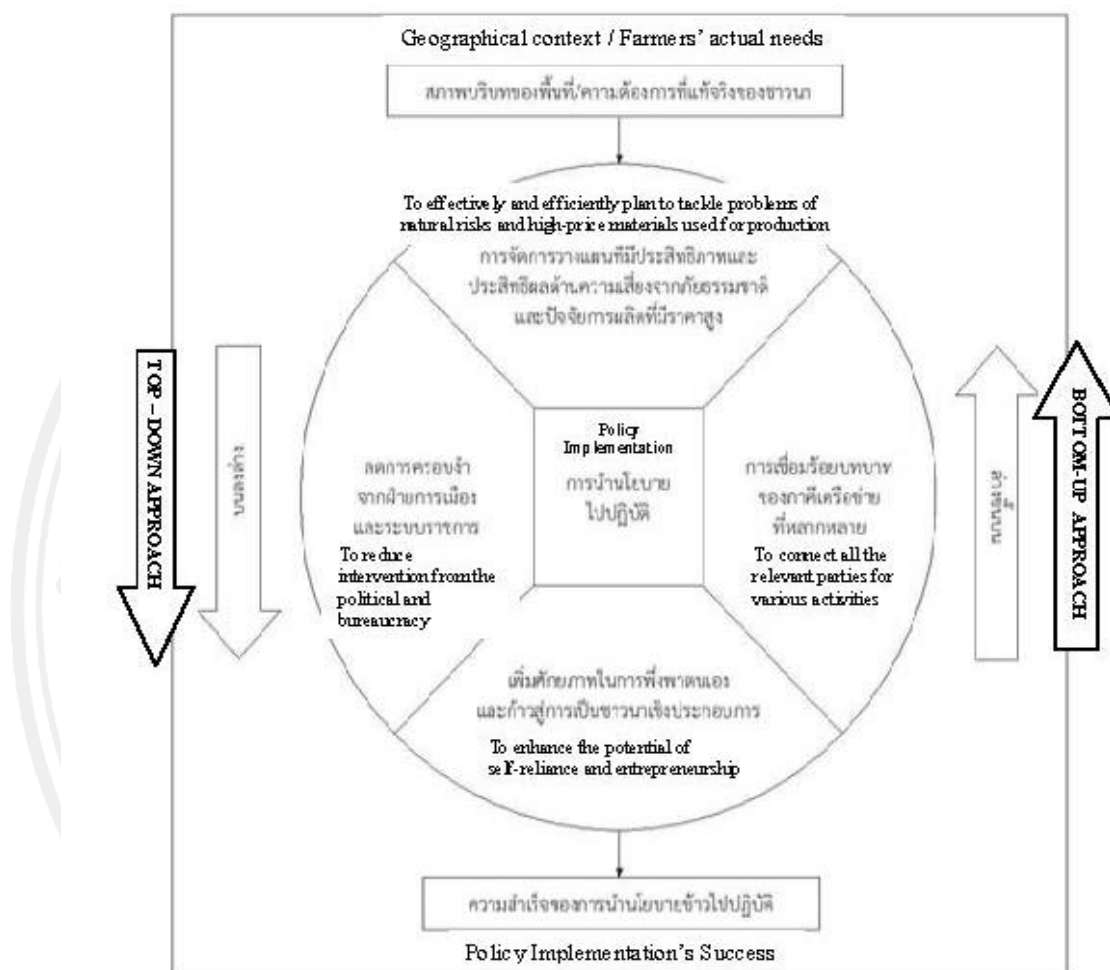 Geographical context / Farmers' actual needs
สภาพบริบทของพื้นที่/ความต้องการที่แท้จริงของชาวนา
To effectively and efficiently plan to tackle problems of
natural risks and high-price materials used for production
การจัดการวางแผนที่มีประสิทธิภาพและ
ประสิทธิผลด้านความเสี่ยงจากภัยธรรมชาติ
และปัจจัยการผลิตที่มีราคาสูง
TOP – DOWN APPROACH
บนลงล่าง
ลดการครอบงำ
จากฝ่ายการเมือง
และระบบราชการ
To reduce
intervention from the
political and
bureaucracy
Policy
Implementation
การนำนโยบาย
ไปปฏิบัติ
การเชื่อมร้อยบทบาท
ของภาคีเครือข่าย
ที่หลากหลาย
To connect all the
relevant parties for
various activities
ล่างขึ้นบน
BOTTOM-UP APPROACH
เพิ่มศักยภาพในการพึ่งพาตนเอง
และก้าวสู่การเป็นชาวนาเชิงประกอบการ
To enhance the potential of
self-reliance and entrepreneurship
ความสำเร็จของการนำนโยบายข้าวไปปฏิบัติ
Policy Implementation's Success